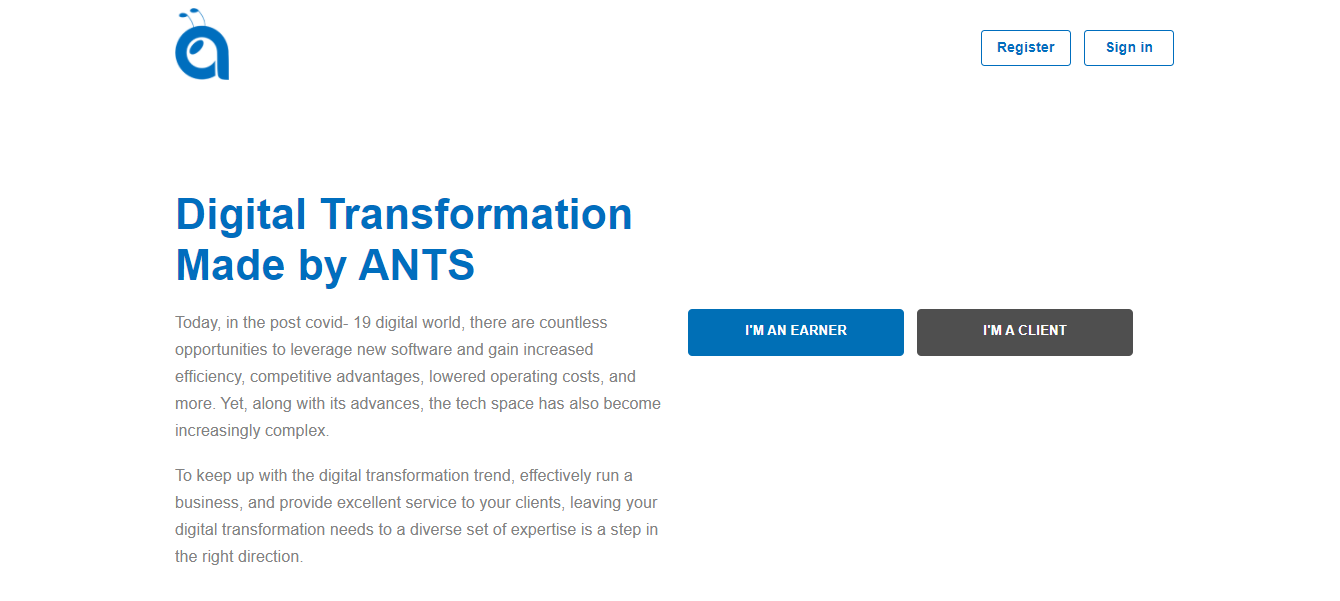 Register
Sign in
Digital Transformation
Made by ANTS
Today, in the post covid- 19 digital world, there are countless
opportunities to leverage new software and gain increased
efficiency, competitive advantages, lowered operating costs, and
more. Yet, along with its advances, the tech space has also become
increasingly complex.
To keep up with the digital transformation trend, effectively run a
business, and provide excellent service to your clients, leaving your
digital transformation needs to a diverse set of expertise is a step in
the right direction.
I'M AN EARNER
I'M A CLIENT